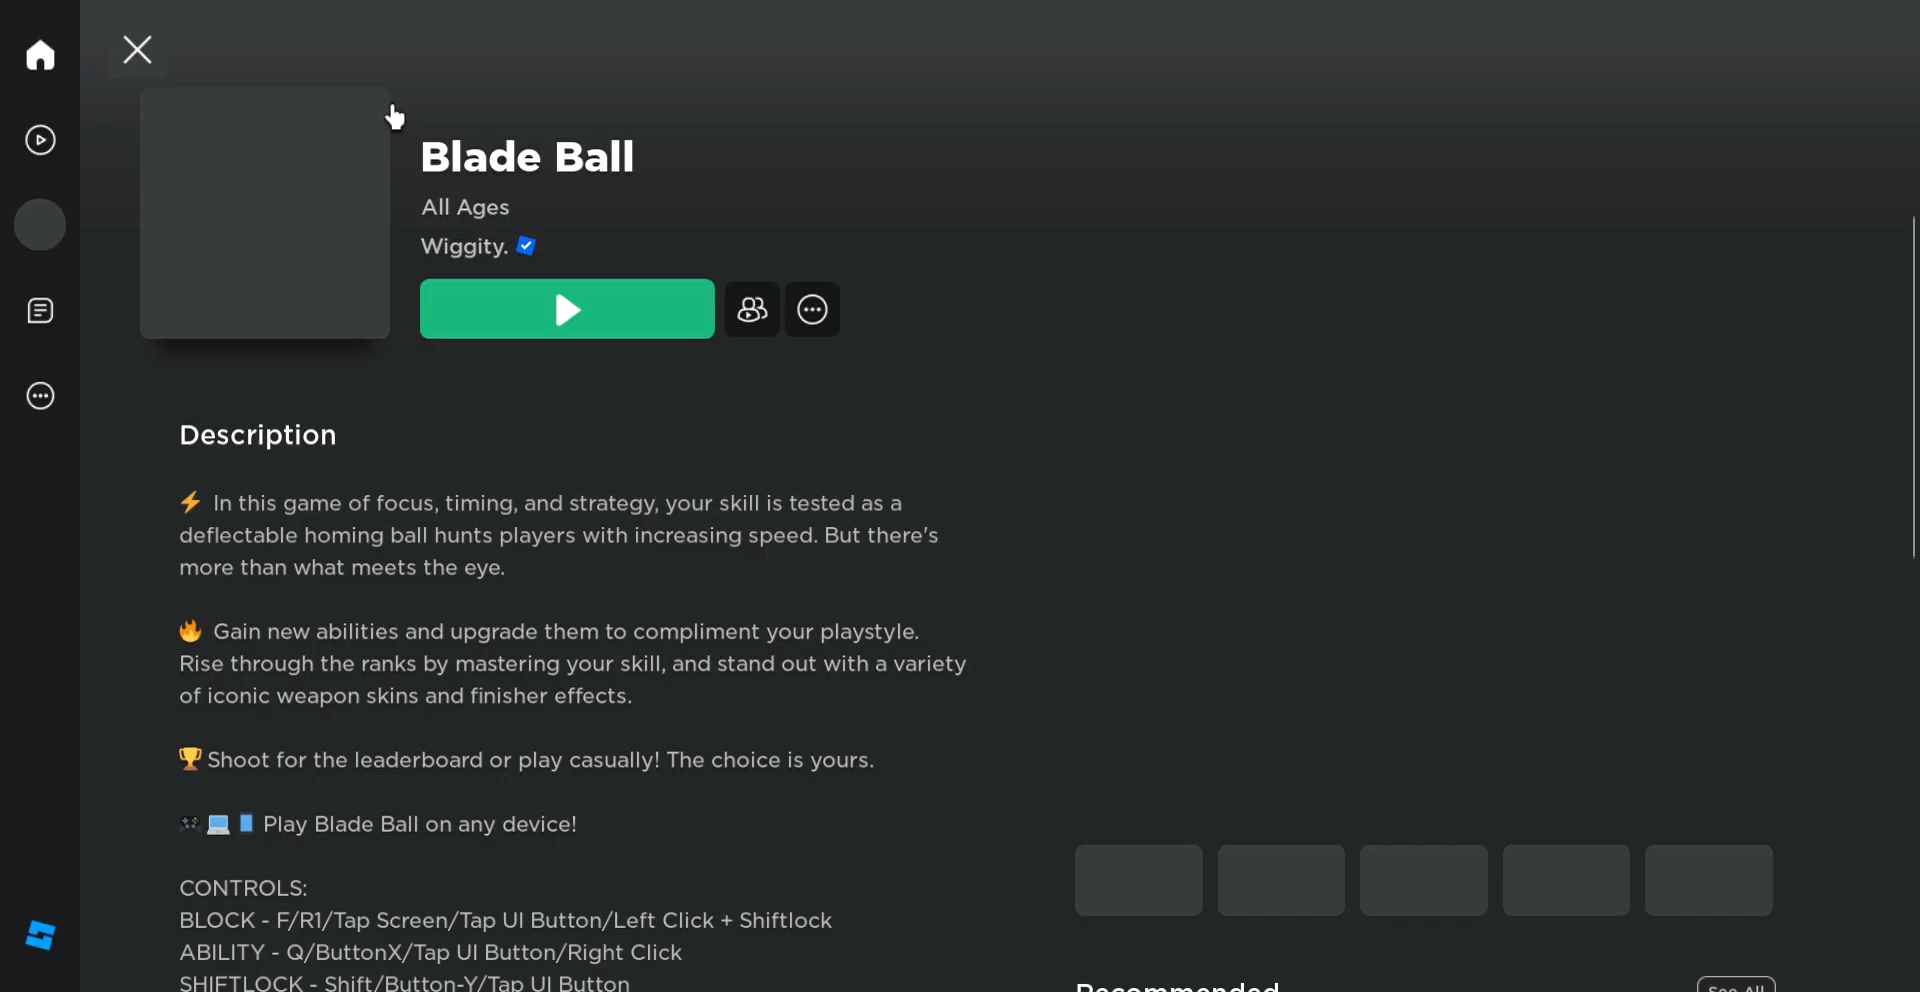 Blade Ball
All Ages
Wiggity.
Description
⚡ In this game of focus, timing, and strategy, your skill is tested as a
deflectable homing ball hunts players with increasing speed. But there's
more than what meets the eye.
🔥 Gain new abilities and upgrade them to compliment your playstyle.
Rise through the ranks by mastering your skill, and stand out with a variety
of iconic weapon skins and finisher effects.
🏆Shoot for the leaderboard or play casually! The choice is yours.
🎮💻📱 Play Blade Ball on any device!
CONTROLS:
BLOCK - F/R1/Tap Screen/Tap UI Button/Left Click + Shiftlock
ABILITY - Q/ButtonX/Tap UI Button/Right Click
SHIFTLOCK - Shift/Button-Y/Tap UI Button
Recommended
See All